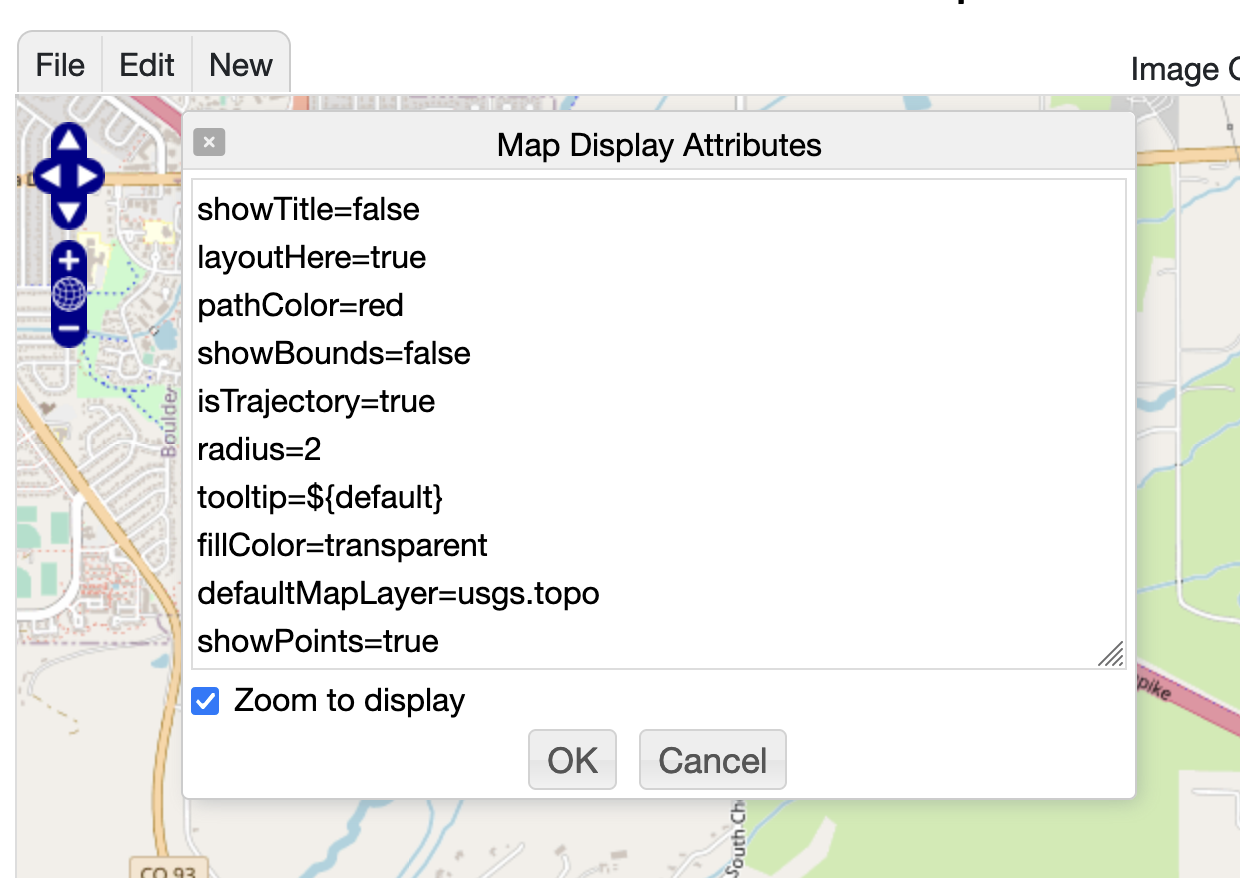 File Edit New
Image
Map Display Attributes
showTitle=false
layoutHere=true
pathColor=red
showBounds=false
isTrajectory=true
radius=2
tooltip=${default}
fillColor=transparent
defaultMapLayer=usgs.topo
showPoints=true
Zoom to display
OK Cancel
Boulder
pike
South
CO 93